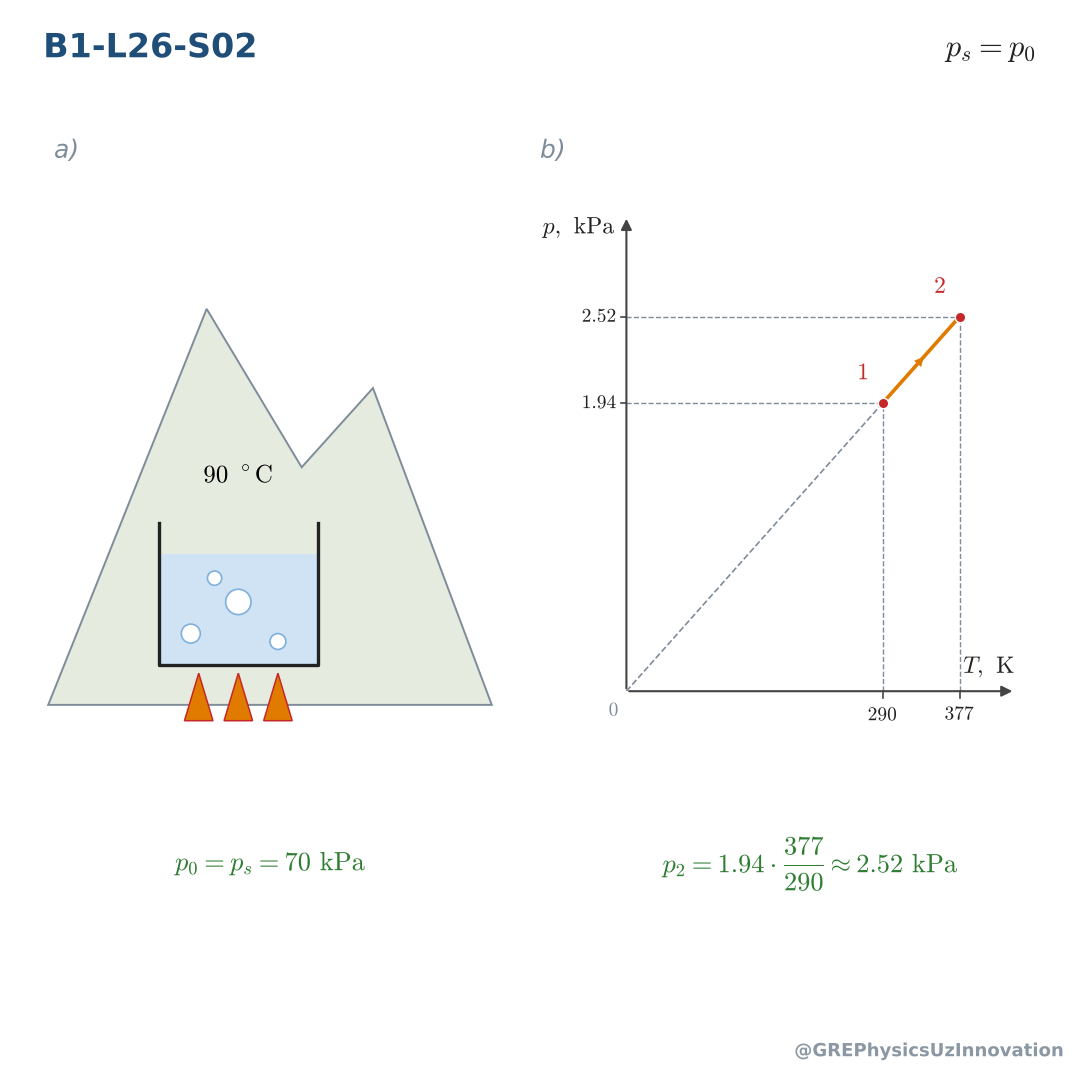 B1-L26-S02
p_s = p_0
a)
b)
p, kPa
2
2.52
1
1.94
90 °C
T, K
0
290
377
p_0 = p_s = 70 kPa
p_2 = 1.94 · 377/290 ≈ 2.52 kPa
@GREPhysicsUzInnovation